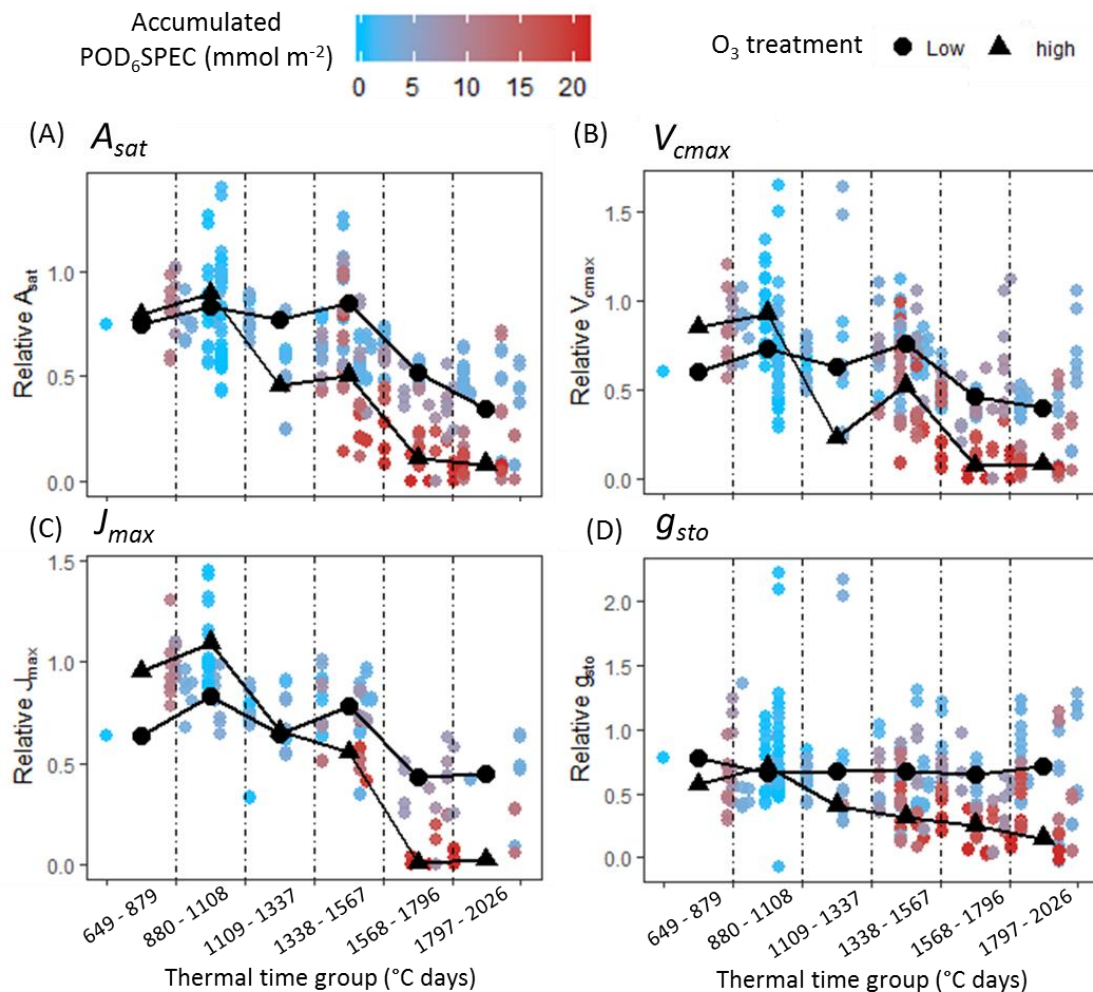 Accumulated
POD₆SPEC (mmol m⁻²)
0 5 10 15 20
O₃ treatment Low high
(A) Asat
(B) Vcmax
Relative Asat
1.0
0.5
0.0
Relative Vcmax
1.5
1.0
0.5
0.0
(C) Jmax
(D) gsto
Relative Jmax
1.5
1.0
0.5
0.0
Relative gsto
2.0
1.5
1.0
0.5
0.0
649 - 879
880 - 1108
1109 - 1337
1338 - 1567
1568 - 1796
1797 - 2026
Thermal time group (°C days)
649 - 879
880 - 1108
1109 - 1337
1338 - 1567
1568 - 1796
1797 - 2026
Thermal time group (°C days)